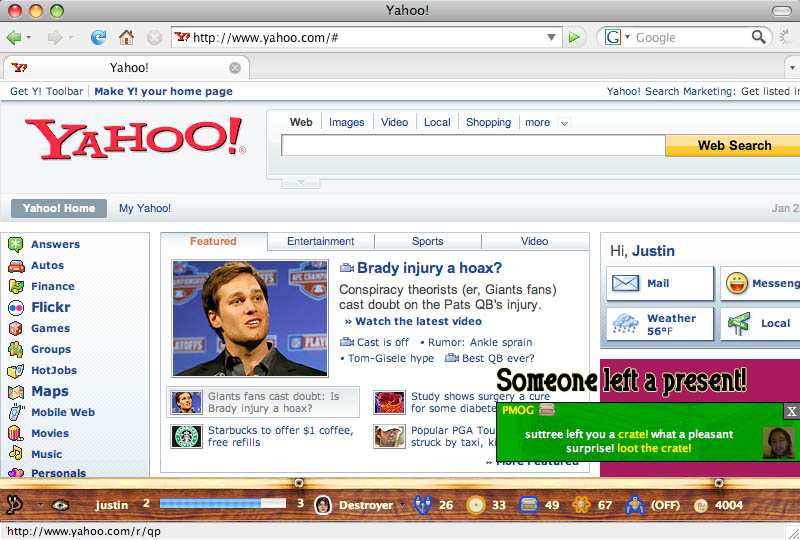 Yahoo!
http://www.yahoo.com/#
G Google
Yahoo!
Get Y! Toolbar Make Y! your home page
Yahoo! Search Marketing: Get listed i
YAHOO!
Web Images Video Local Shopping more
Web Search
Yahoo! Home My Yahoo!
Jan 2
Answers
Autos
Finance
Flickr
Games
Groups
HotJobs
Maps
Mobile Web
Movies
Music
Personals
Featured Entertainment Sports Video
AFC CHAMPIONS
PLAYOFFS
Brady injury a hoax?
Conspiracy theorists (er, Giants fans)
cast doubt on the Pats QB's injury.
» Watch the latest video
Cast is off • Rumor: Ankle sprain
• Tom-Gisele hype Best QB ever?
Giants fans cast doubt: Is
Brady injury a hoax?
Starbucks to offer $1 coffee,
free refills
Study shows surgery a cure
for some diabete
Popular PGA Tou
struck by taxi, ki
» More Featured
Hi, Justin
Mail
Messeng
Weather
56°F
Local
Someone left a present!
PMOG
X
suttree left you a crate! what a pleasant
surprise! loot the crate!
justin 2 3 Destroyer 26 33 49 67 (OFF) 4004
http://www.yahoo.com/r/qp